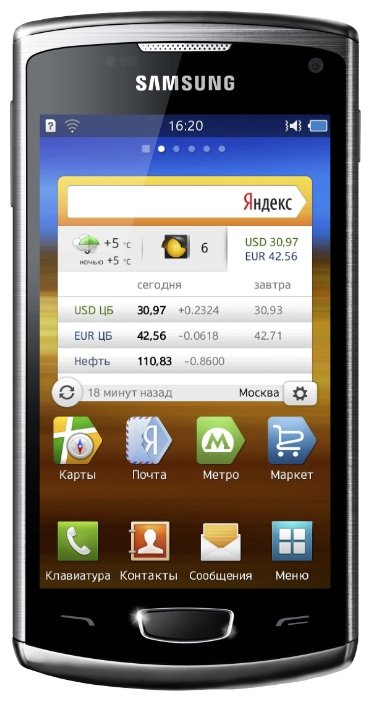 SAMSUNG
?
16:20
Яндекс
+5 °C
ночью +5 °C
6
USD 30,97
EUR 42,56
сегодня завтра
USD ЦБ 30,97 +0.2324 30,93
EUR ЦБ 42,56 -0.0618 42,71
Нефть 110,83 -0.8600
18 минут назад Москва
Карты Почта Метро Маркет
Клавиатура Контакты Сообщения Меню